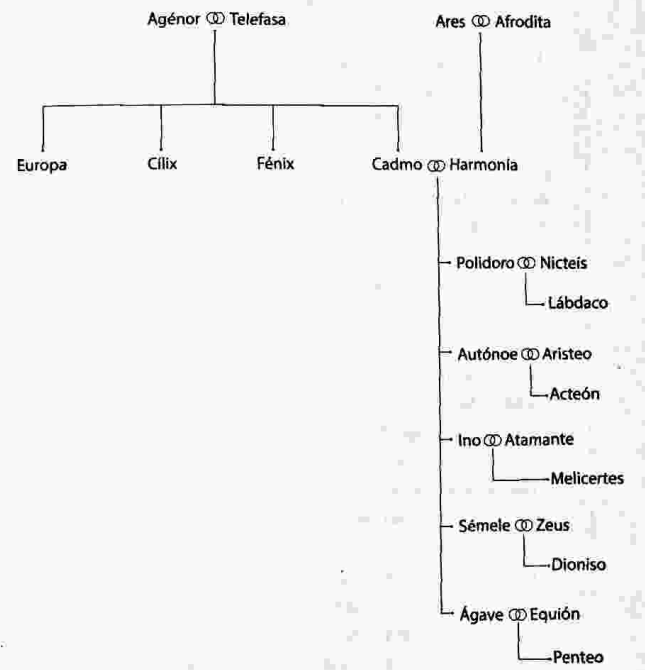 Agénor Telefasa Ares Afrodita
Europa Cílix Fénix Cadmo Harmonía
Polidoro Nicteís
Lábdaco
Autónoe Aristeo
Acteón
Ino Atamante
Melicertes
Sémele Zeus
Dioniso
Ágave Equión
Penteo